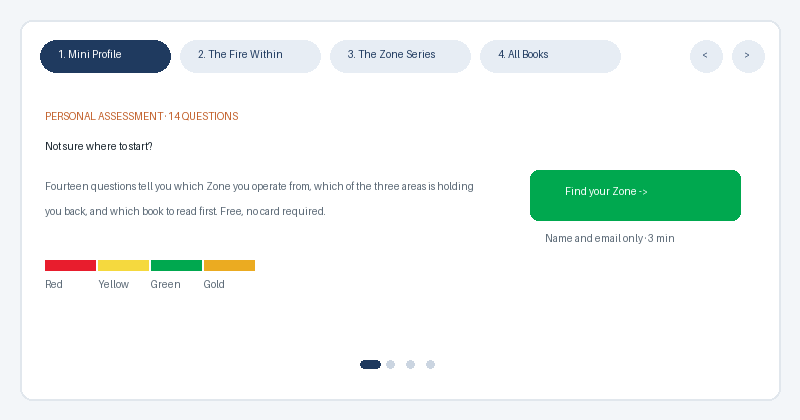 1. Mini Profile
2. The Fire Within
3. The Zone Series
4. All Books
<
>
PERSONAL ASSESSMENT · 14 QUESTIONS
Not sure where to start?
Fourteen questions tell you which Zone you operate from, which of the three areas is holding
you back, and which book to read first. Free, no card required.
Find your Zone ->
Name and email only · 3 min
Red
Yellow
Green
Gold